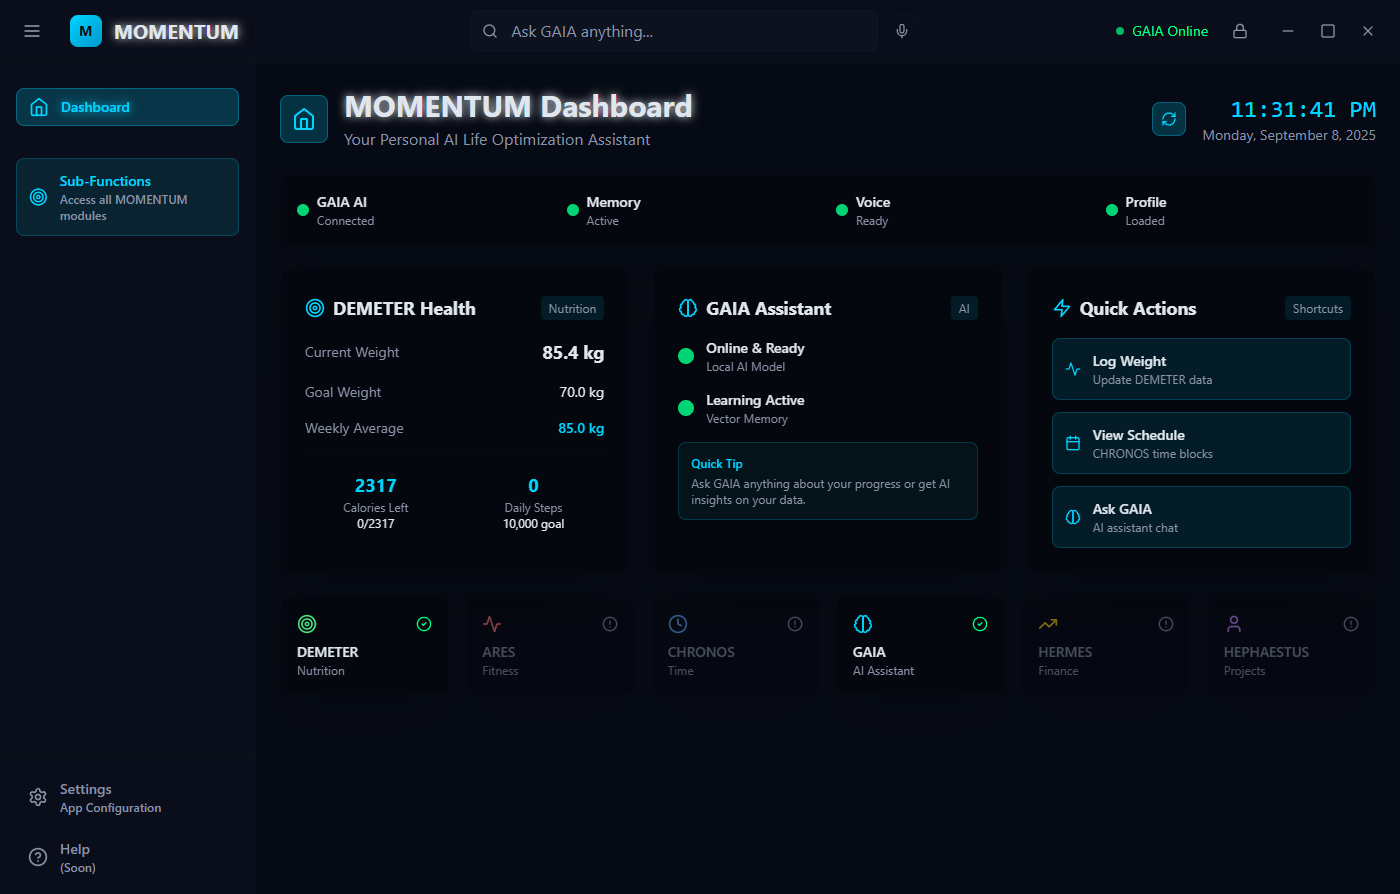 M MOMENTUM
Ask GAIA anything...
GAIA Online
Dashboard
Sub-Functions
Access all MOMENTUM
modules
MOMENTUM Dashboard
Your Personal AI Life Optimization Assistant
11:31:41 PM
Monday, September 8, 2025
GAIA AI
Connected
Memory
Active
Voice
Ready
Profile
Loaded
DEMETER Health
Nutrition
Current Weight 85.4 kg
Goal Weight 70.0 kg
Weekly Average 85.0 kg
2317
Calories Left
0/2317
0
Daily Steps
10,000 goal
GAIA Assistant
AI
Online & Ready
Local AI Model
Learning Active
Vector Memory
Quick Tip
Ask GAIA anything about your progress or get AI
insights on your data.
Quick Actions
Shortcuts
Log Weight
Update DEMETER data
View Schedule
CHRONOS time blocks
Ask GAIA
AI assistant chat
DEMETER
Nutrition
ARES
Fitness
CHRONOS
Time
GAIA
AI Assistant
HERMES
Finance
HEPHAESTUS
Projects
Settings
App Configuration
Help
(Soon)